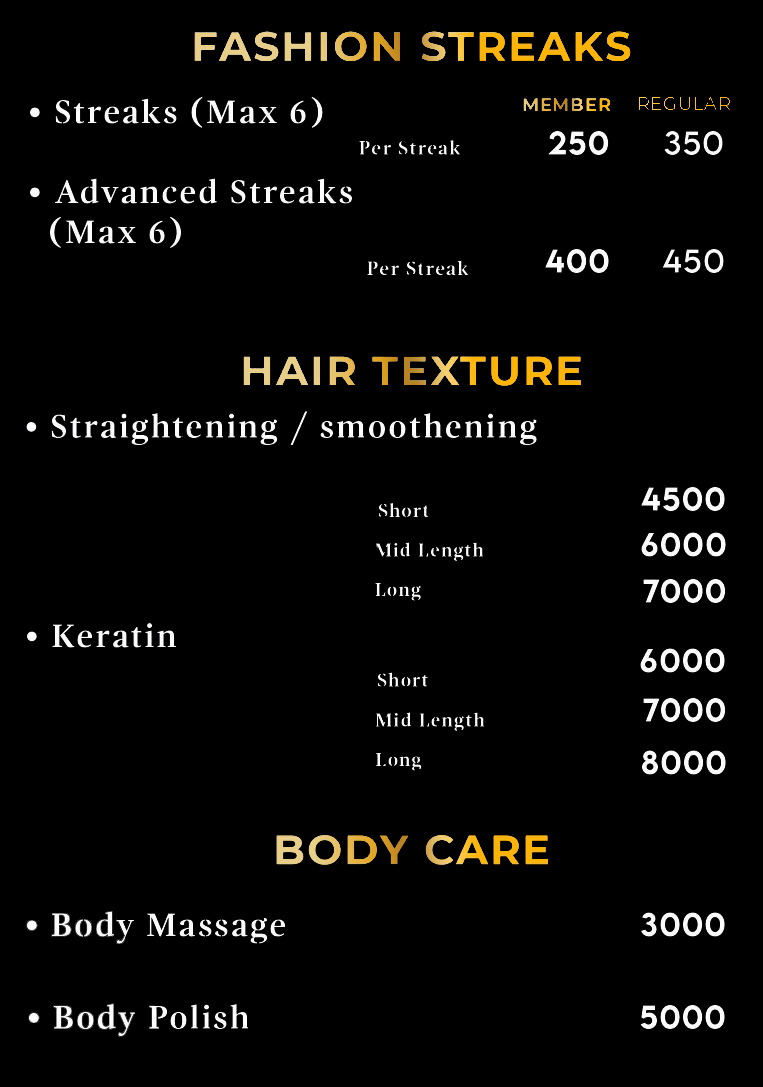 FASHION STREAKS
MEMBER REGULAR
• Streaks (Max 6)
Per Streak 250 350
• Advanced Streaks
(Max 6)
Per Streak 400 450
HAIR TEXTURE
• Straightening / smoothening
Short 4500
Mid Length 6000
Long 7000
• Keratin
Short 6000
Mid Length 7000
Long 8000
BODY CARE
• Body Massage 3000
• Body Polish 5000